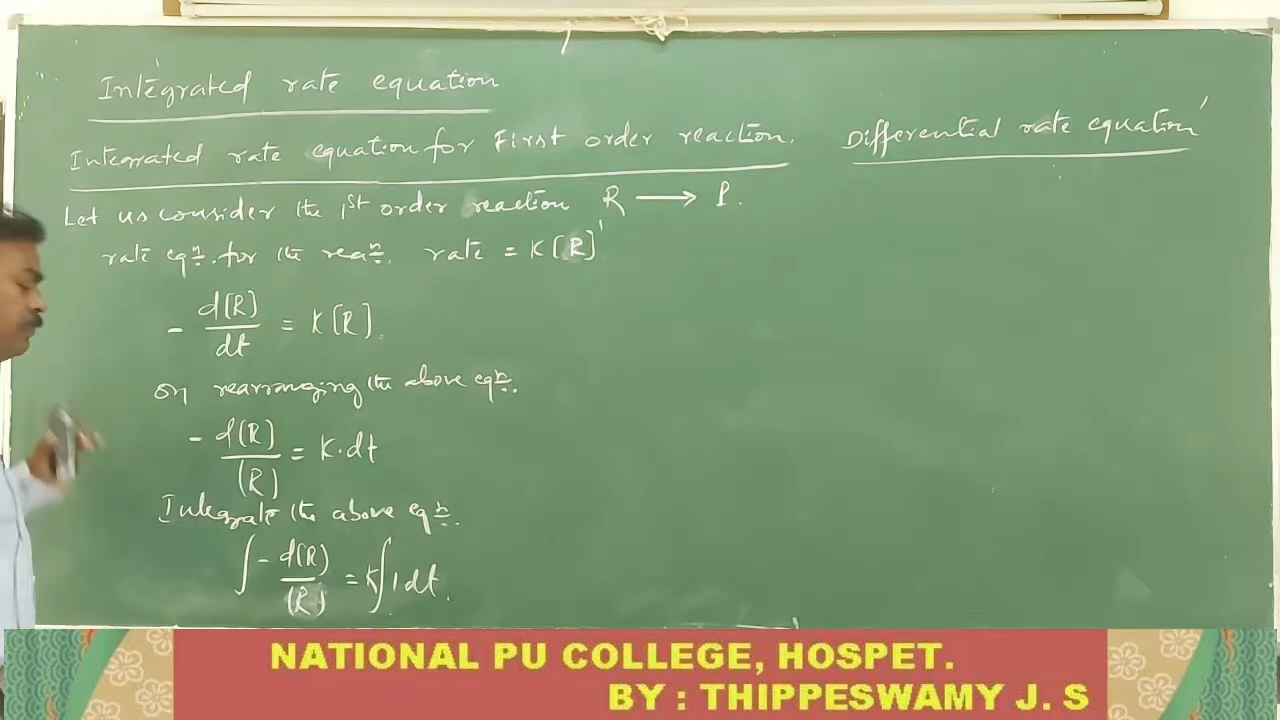 Integrated rate equation
Integrated rate equation for First order reaction.
Differential rate equation
Let us consider the 1st order reaction R ⟶ P.
rate eqn. for the rean. rate = K[R]¹
- d[R]/dt = K[R].
on rearranging the above eqn.
- d[R]/[R] = K·dt
Integrate the above eqn.
∫ - d[R]/[R] = K∫1 dt.
NATIONAL PU COLLEGE, HOSPET.
BY : THIPPESWAMY J. S